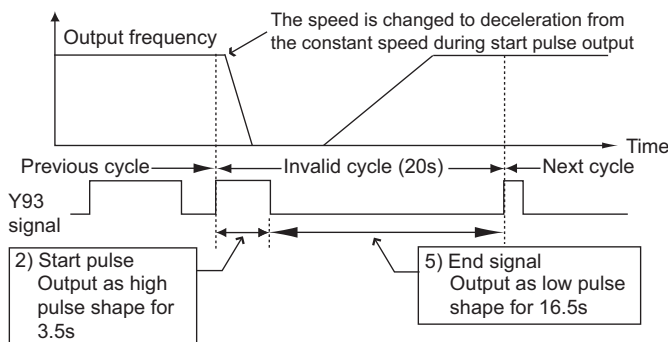 Output frequency
The speed is changed to deceleration from
the constant speed during start pulse output
Time
Previous cycle
Invalid cycle (20s)
Next cycle
Y93
signal
2) Start pulse
Output as high
pulse shape for
3.5s
5) End signal
Output as low pulse
shape for 16.5s